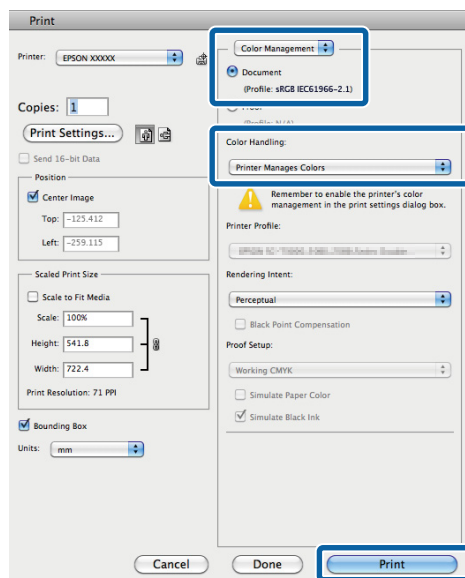 Print
Printer: EPSON XXXXX
Copies: 1
Print Settings...
Send 16-bit Data
Position
Center Image
Top: -125.412
Left: -259.115
Scaled Print Size
Scale to Fit Media
Scale: 100%
Height: 541.8
Width: 722.4
Print Resolution: 71 PPI
Bounding Box
Units: mm
Color Management
Document
(Profile: sRGB IEC61966-2.1)
Color Handling:
Printer Manages Colors
Remember to enable the printer's color
management in the print settings dialog box.
Printer Profile:
Rendering Intent:
Perceptual
Black Point Compensation
Proof Setup:
Working CMYK
Simulate Paper Color
Simulate Black Ink
Cancel
Done
Print